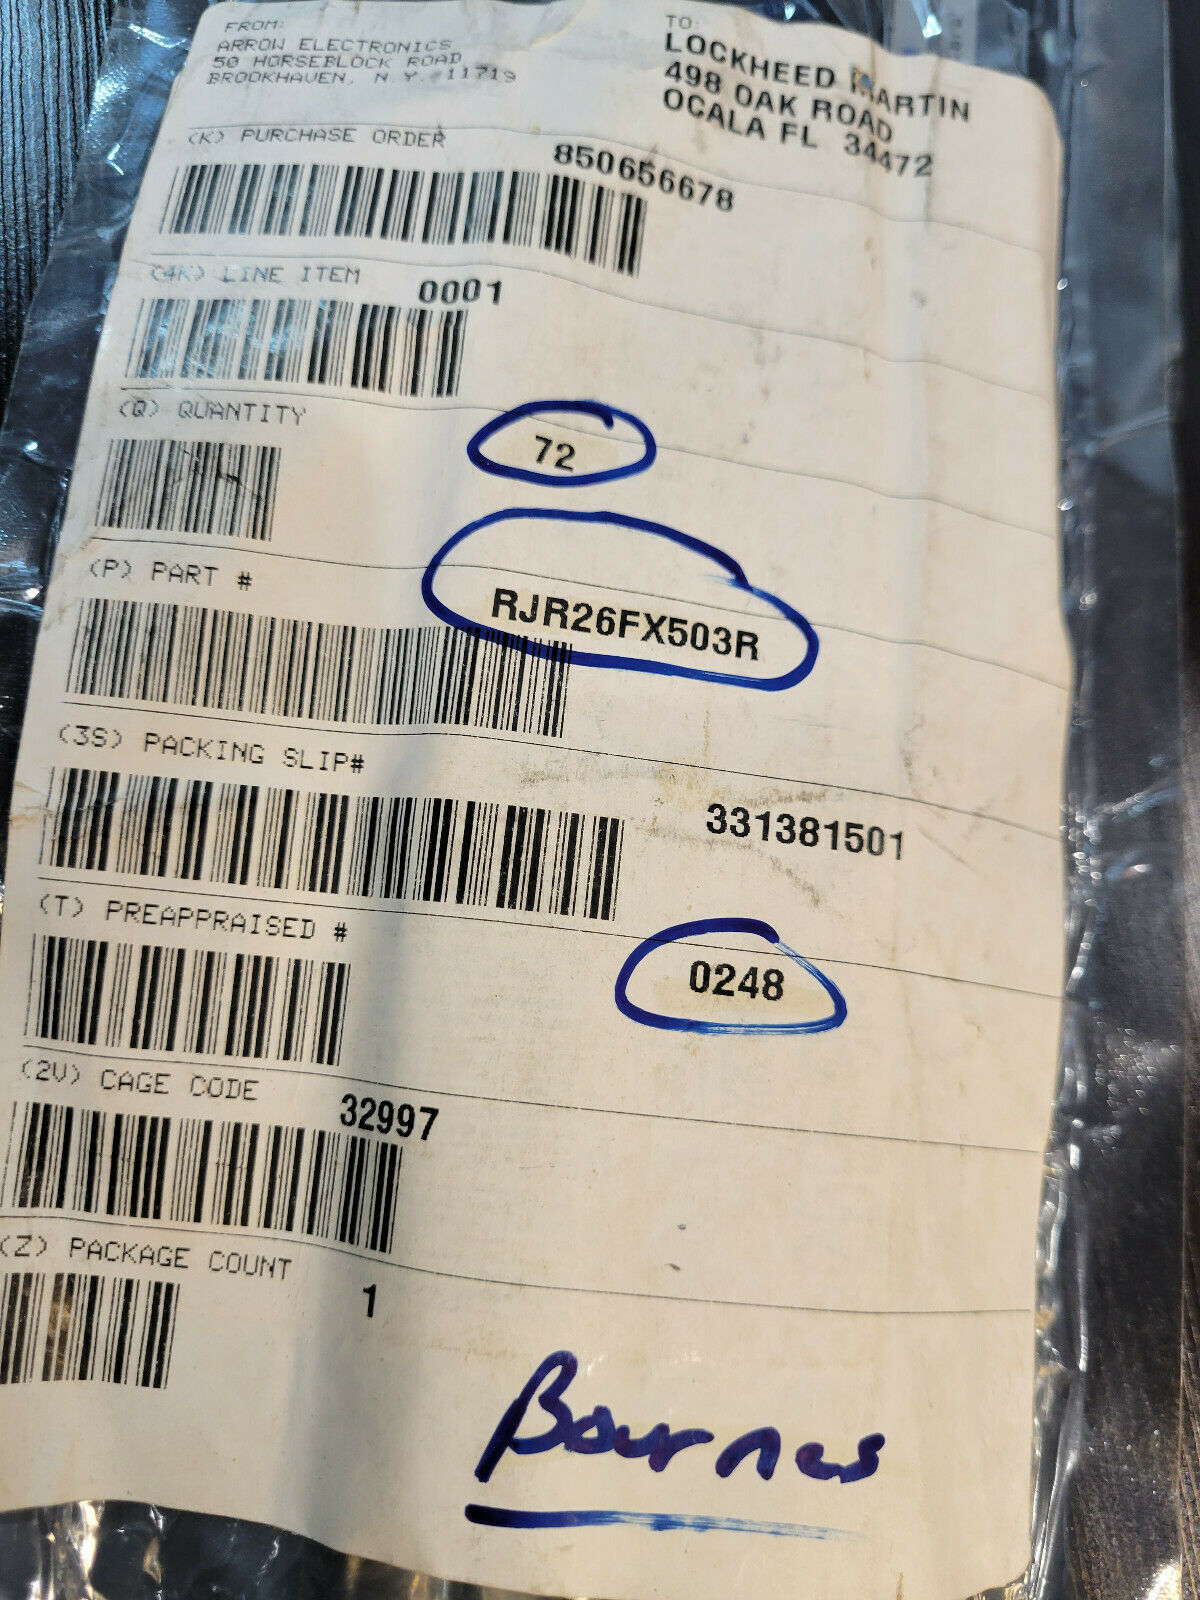 FROM:
ARROW ELECTRONICS
50 HORSEBLOCK ROAD
BROOKHAVEN, N.Y. 11719
TO:
LOCKHEED MARTIN
498 OAK ROAD
OCALA FL 34472
(K) PURCHASE ORDER
850656678
(4K) LINE ITEM
0001
(Q) QUANTITY
72
(P) PART #
RJR26FX503R
(3S) PACKING SLIP#
331381501
(T) PREAPPRAISED #
0248
(2V) CAGE CODE
32997
(Z) PACKAGE COUNT
1
Bourns